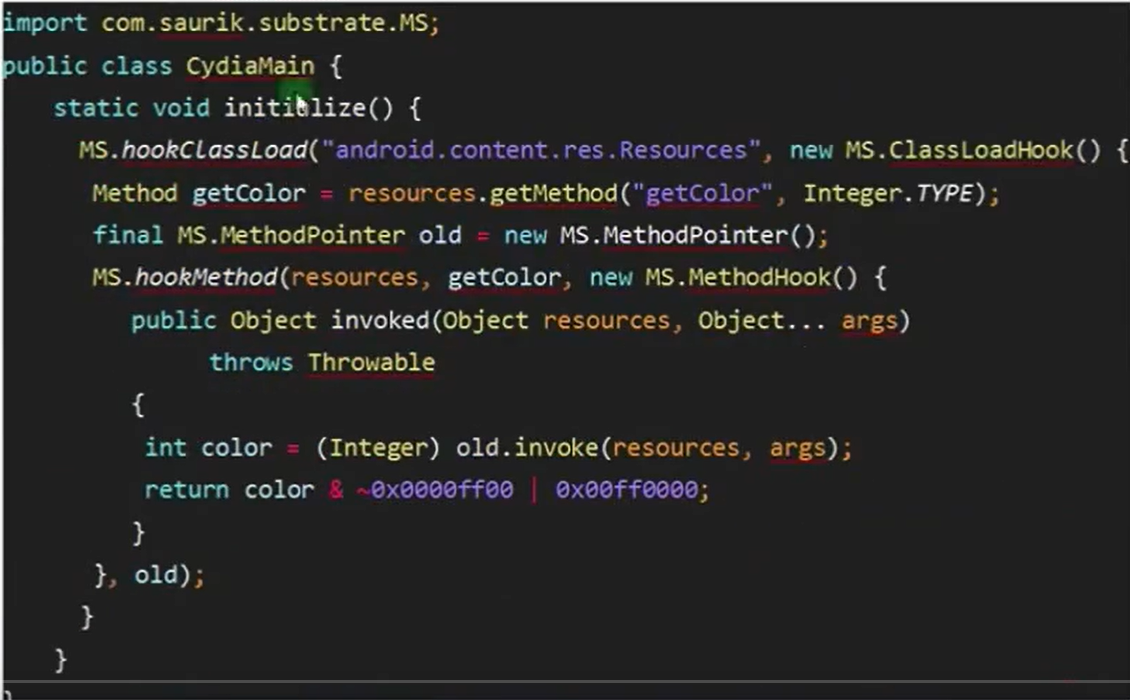 import com.saurik.substrate.MS;
public class CydiaMain {
static void initialize() {
MS.hookClassLoad("android.content.res.Resources", new MS.ClassLoadHook() {
Method getColor = resources.getMethod("getColor", Integer.TYPE);
final MS.MethodPointer old = new MS.MethodPointer();
MS.hookMethod(resources, getColor, new MS.MethodHook() {
public Object invoked(Object resources, Object... args)
throws Throwable
{
int color = (Integer) old.invoke(resources, args);
return color & ~0x0000ff00 | 0x00ff0000;
}
}, old);
}
}
}